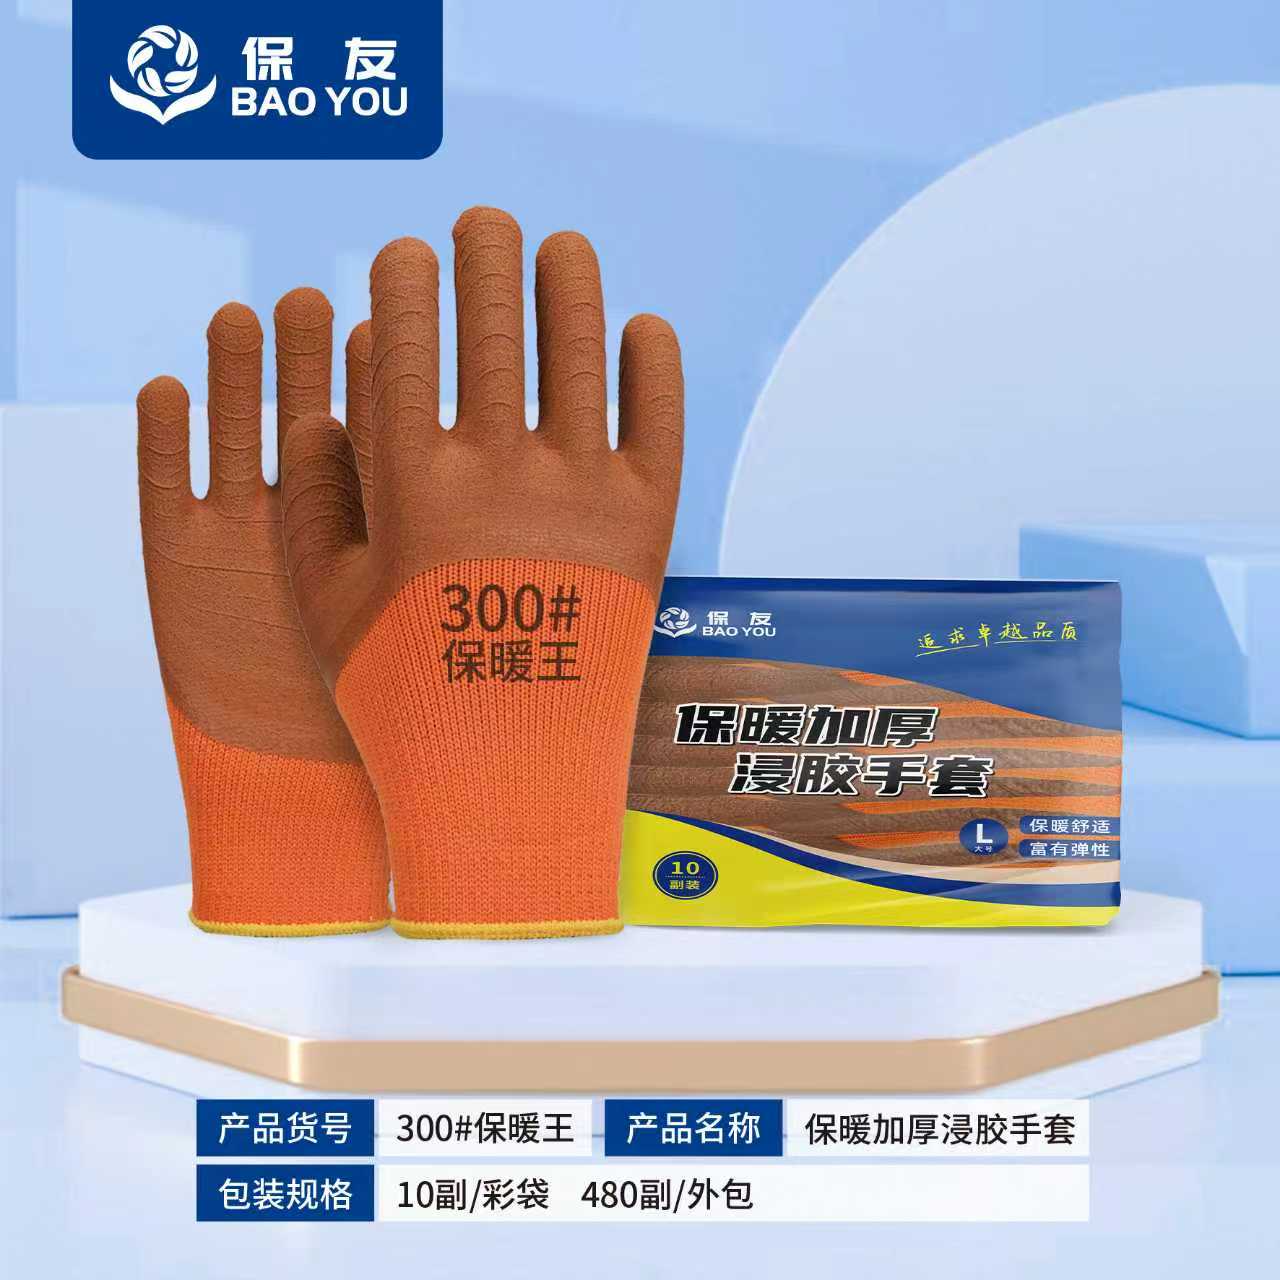 保友
BAO YOU
300#
保暖王
保友
BAO YOU
追求卓越品质
保暖加厚
浸胶手套
L
大号
保暖舒适
富有弹性
10
副装
产品货号 300#保暖王 产品名称 保暖加厚浸胶手套
包装规格 10副/彩袋 480副/外包